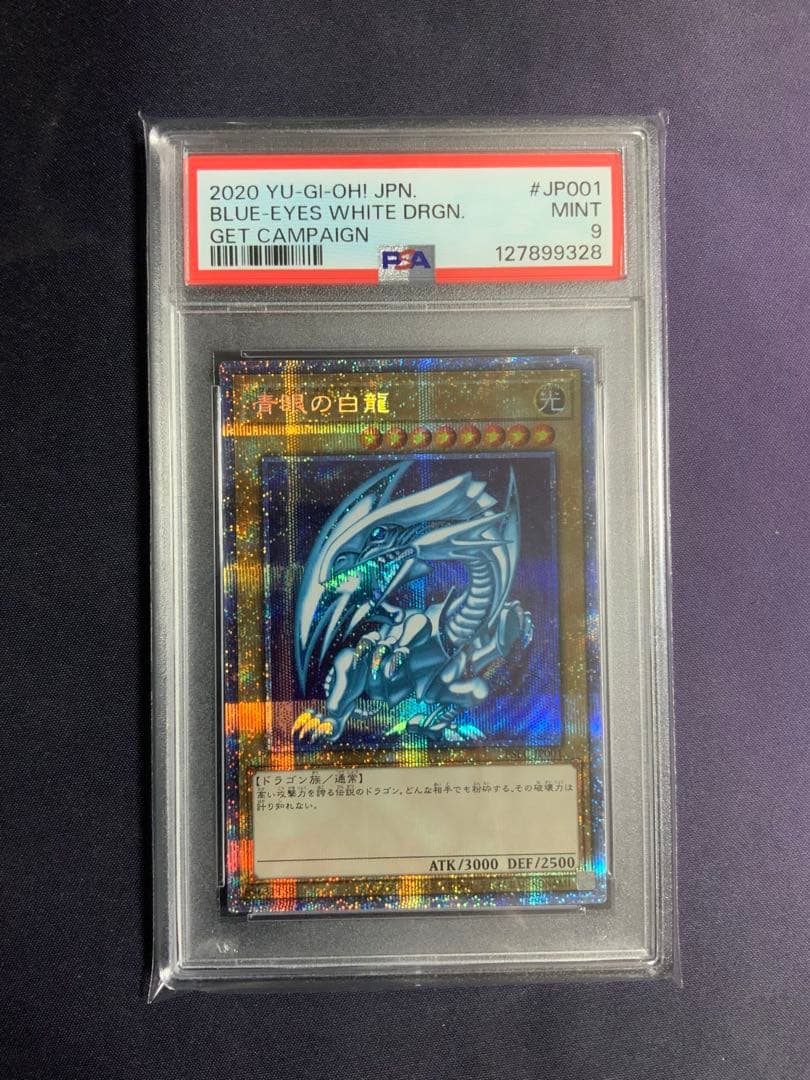 2020 YU-GI-OH! JPN. #JP001
BLUE-EYES WHITE DRGN. MINT
GET CAMPAIGN 9
PSA 127899328
青眼の白龍
光
【ドラゴン族／通常】
高い攻撃力を誇る伝説のドラゴン。どんな相手でも粉砕する、その破壊力は
計り知れない。
ATK/3000 DEF/2500